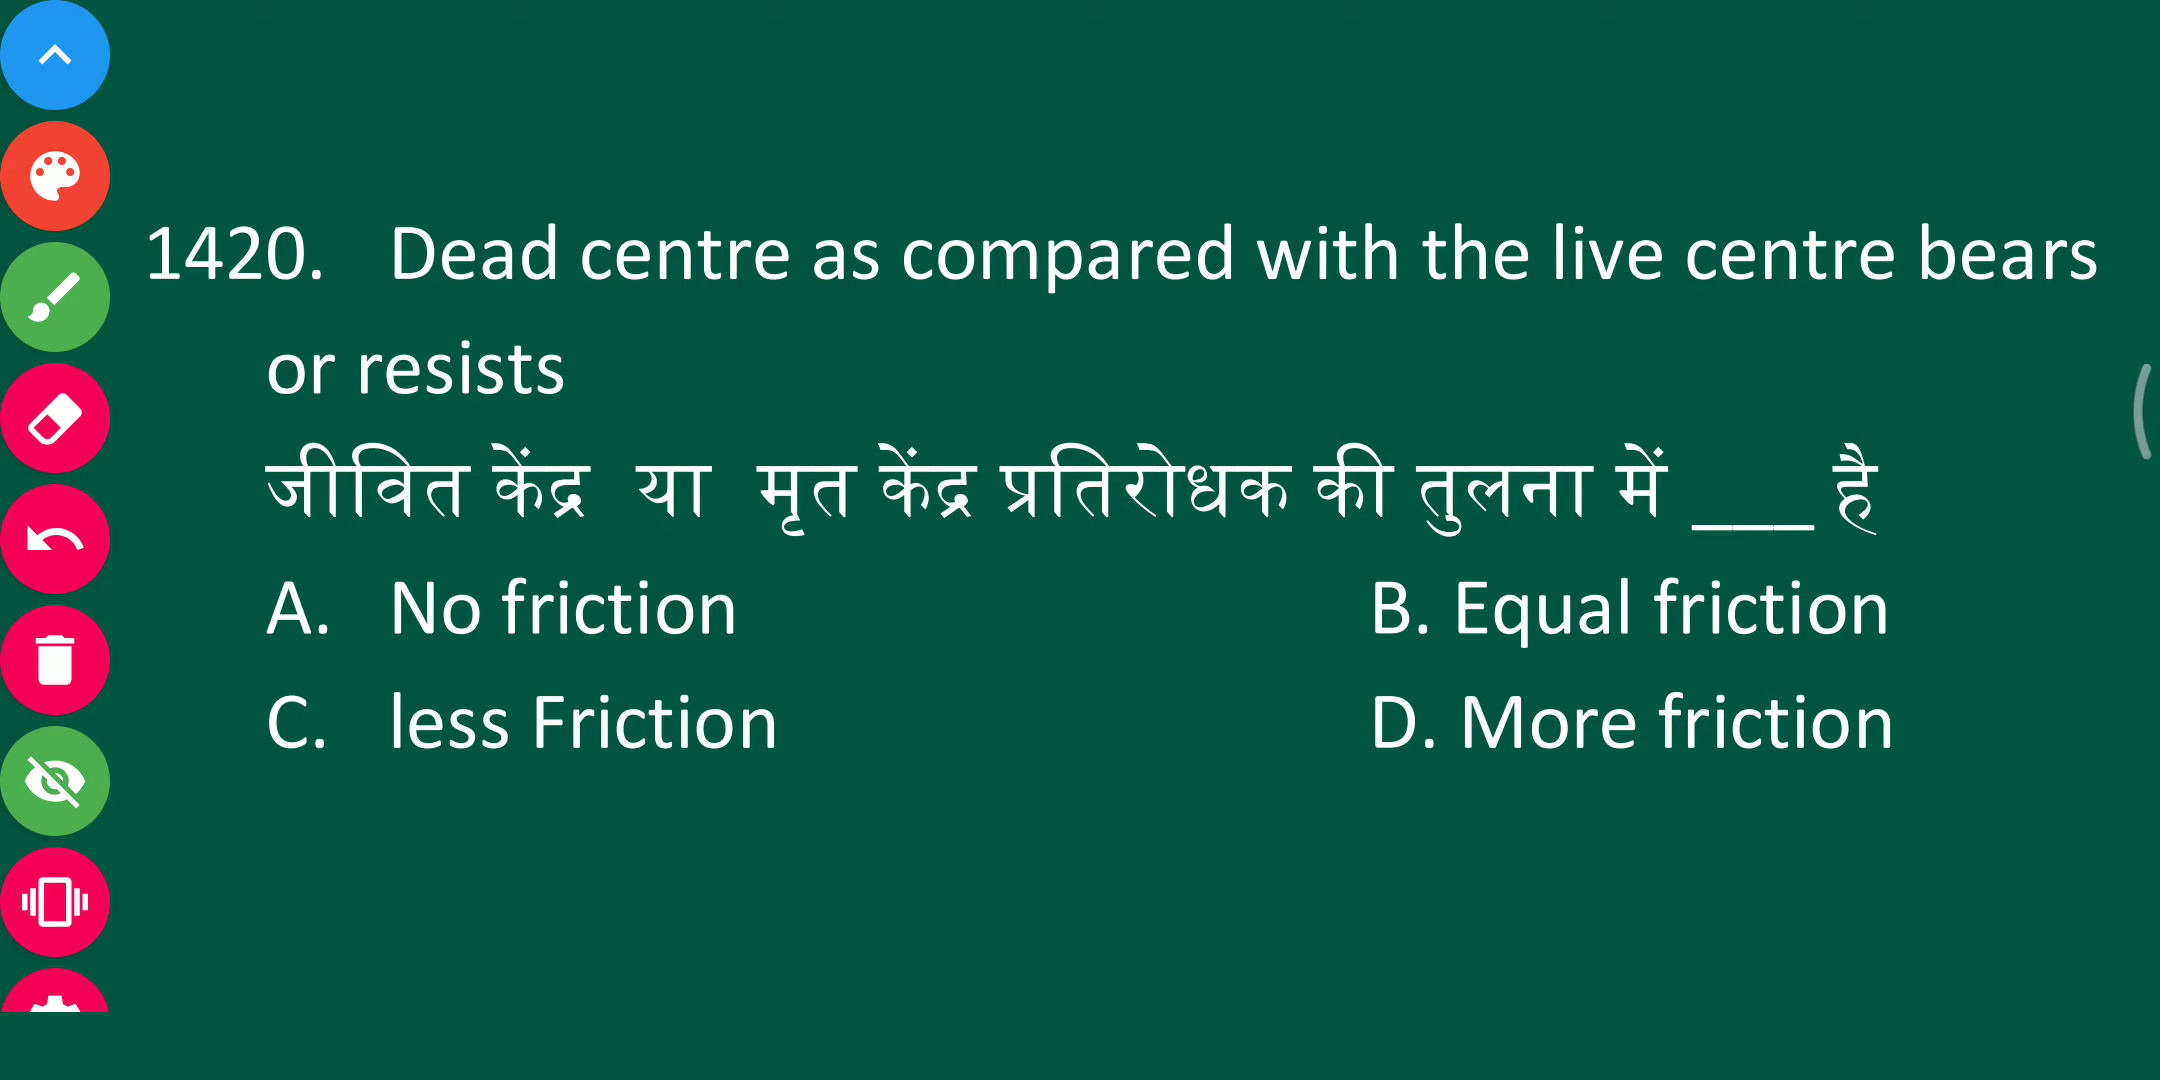 1420. Dead centre as compared with the live centre bears
or resists
जीवित केंद्र या मृत केंद्र प्रतिरोधक की तुलना में ___ है
A. No friction B. Equal friction
C. less Friction D. More friction